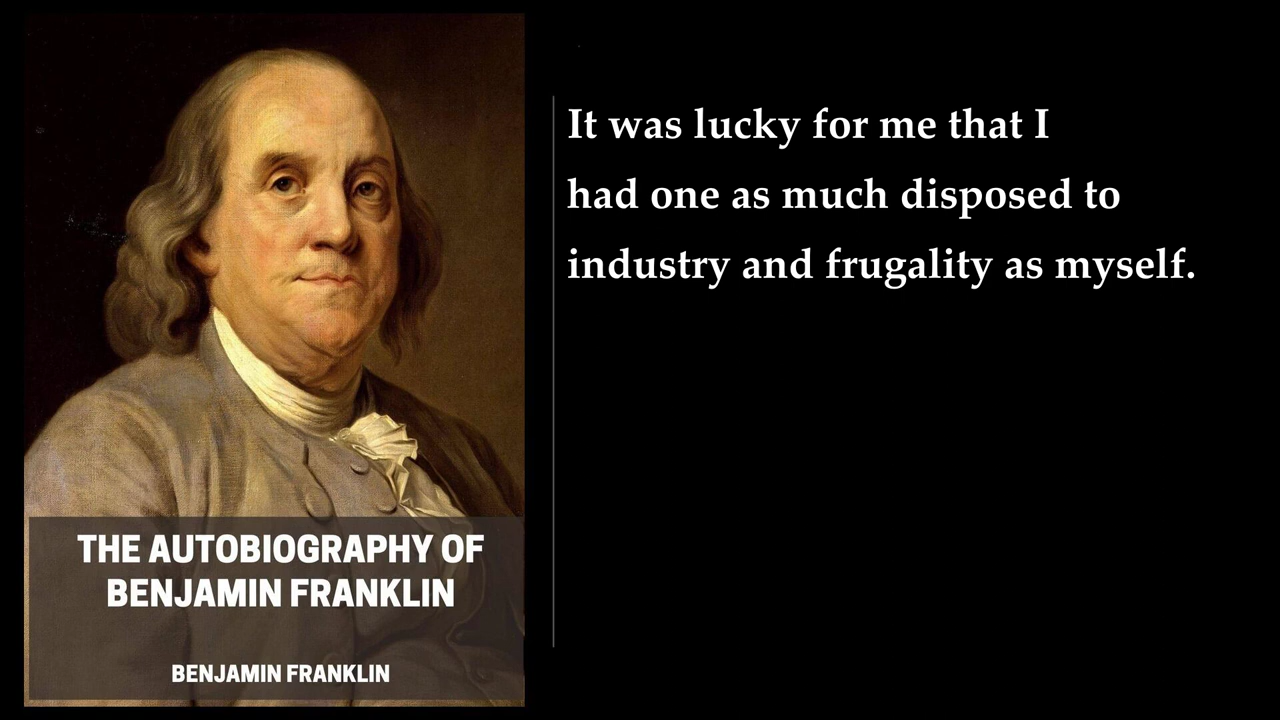 It was lucky for me that I
had one as much disposed to
industry and frugality as myself.
THE AUTOBIOGRAPHY OF
BENJAMIN FRANKLIN
BENJAMIN FRANKLIN